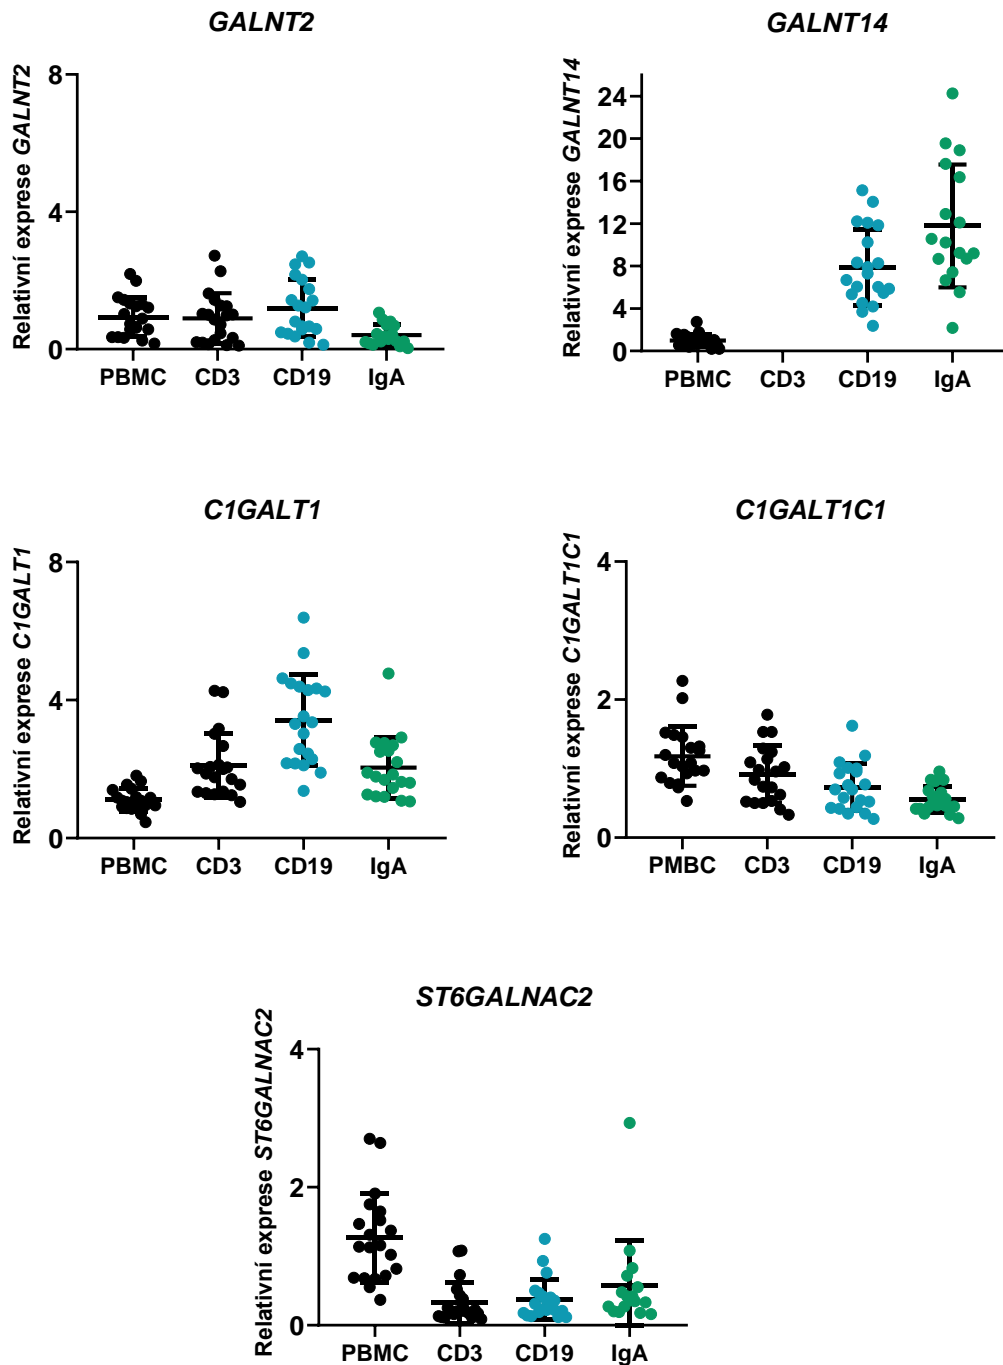 GALNT2
Relativní exprese GALNT2
8
4
0
PBMC CD3 CD19 IgA
GALNT14
Relativní exprese GALNT14
24
20
16
12
8
4
0
PBMC CD3 CD19 IgA
C1GALT1
Relativní exprese C1GALT1
8
4
0
PBMC CD3 CD19 IgA
C1GALT1C1
Relativní exprese C1GALT1C1
4
2
0
PMBC CD3 CD19 IgA
ST6GALNAC2
Relativní exprese ST6GALNAC2
4
2
0
PBMC CD3 CD19 IgA